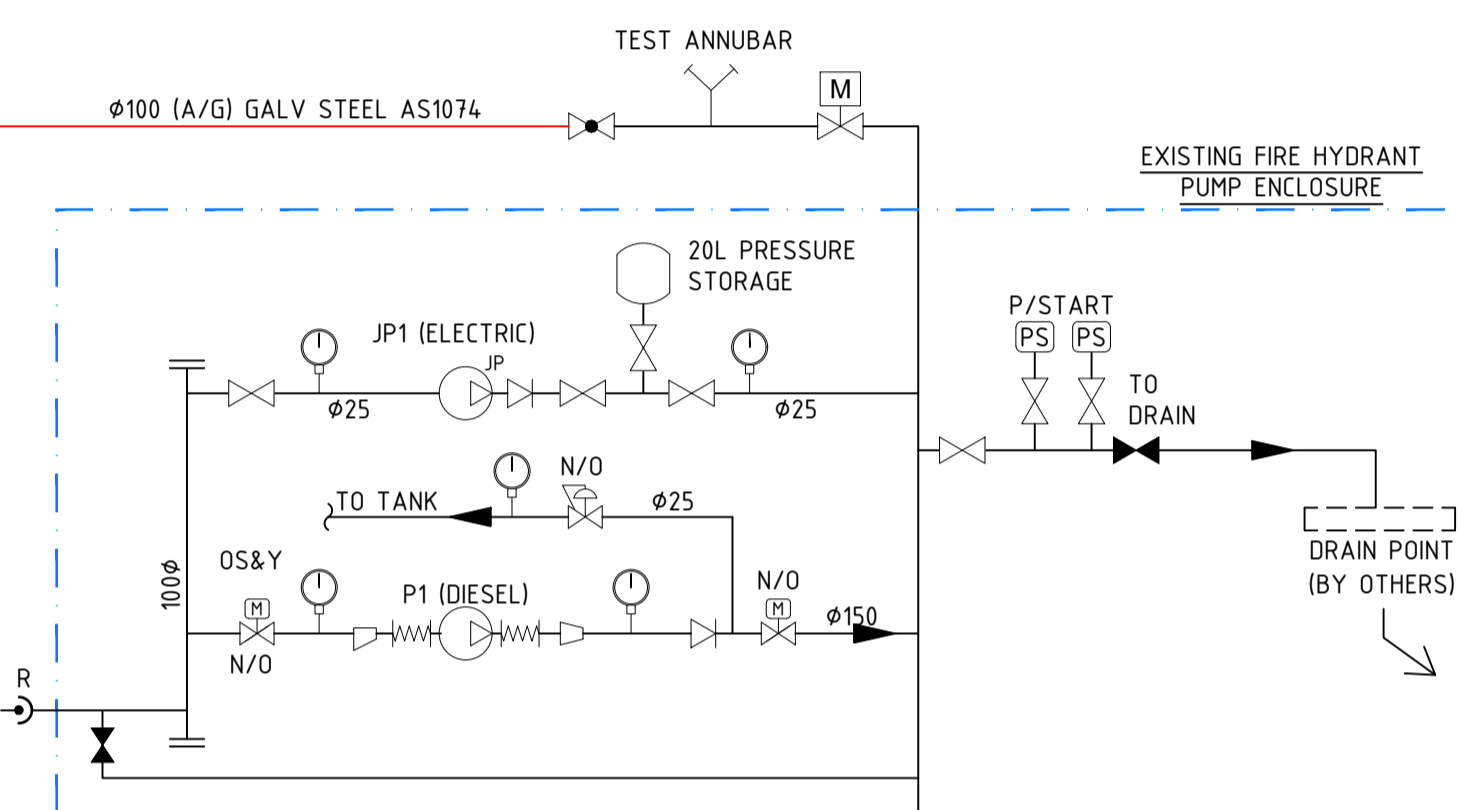 TEST ANNUBAR
M
Ø100 (A/G) GALV STEEL AS1074
EXISTING FIRE HYDRANT
PUMP ENCLOSURE
20L PRESSURE
STORAGE
P/START
PS PS
JP1 (ELECTRIC)
JP
TO
DRAIN
Ø25
Ø25
N/O
TO TANK
Ø25
OS&Y
100Ø
P1 (DIESEL)
N/O
M
M
Ø150
N/O
DRAIN POINT
(BY OTHERS)
R